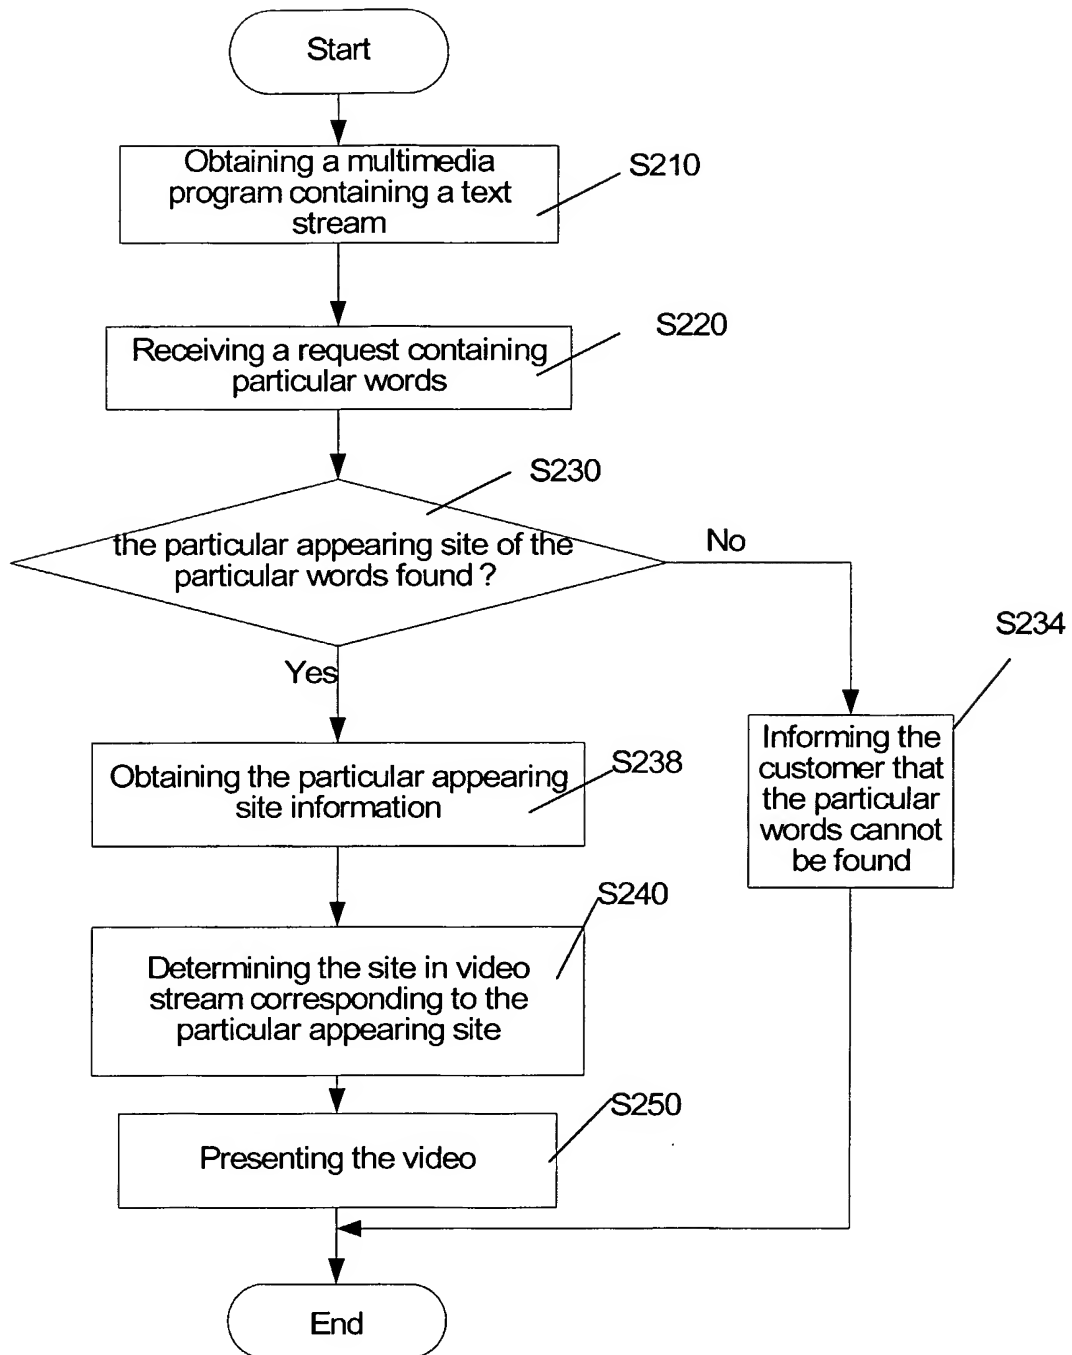 Start
Obtaining a multimedia
program containing a text
stream
S210
Receiving a request containing
particular words
S220
S230
the particular appearing site of the
particular words found ?
No
Yes
S234
Informing the
customer that
the particular
words cannot
be found
Obtaining the particular appearing
site information
S238
S240
Determining the site in video
stream corresponding to the
particular appearing site
S250
Presenting the video
End